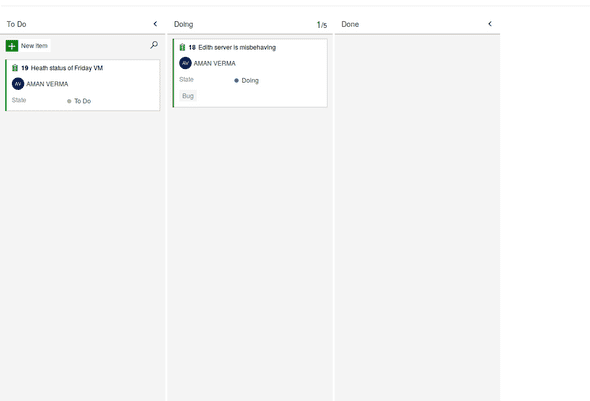 To Do
New item
19 Heath status of Friday VM
AV AMAN VERMA
State To Do
Doing 1/5
18 Edith server is misbehaving
AV AMAN VERMA
State Doing
Bug
Done